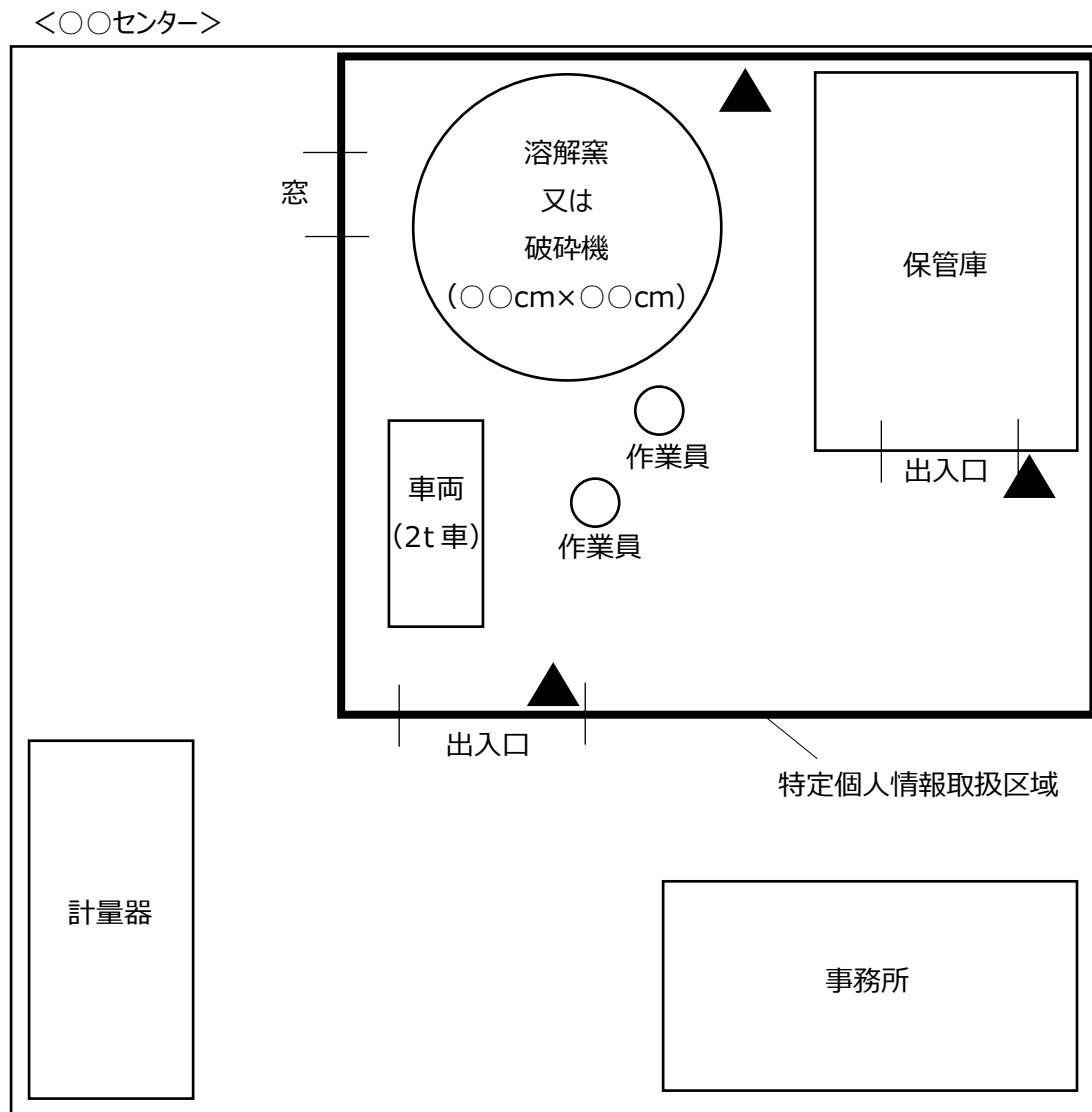 ＜○○センター＞
溶解窯
又は
破砕機
（○○cm×○○cm）
窓
保管庫
作業員
出入口
車両
（2t 車）
作業員
出入口
特定個人情報取扱区域
計量器
事務所